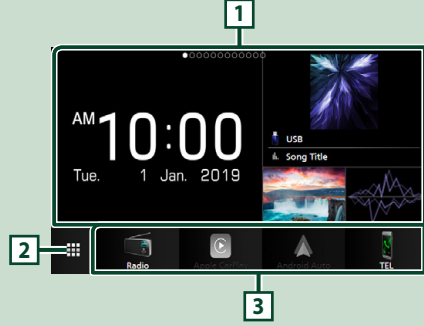 1
AM 10:00
Tue. 1 Jan. 2019
USB
Song Title
2
Radio
Apple CarPlay
Android Auto
TEL
3